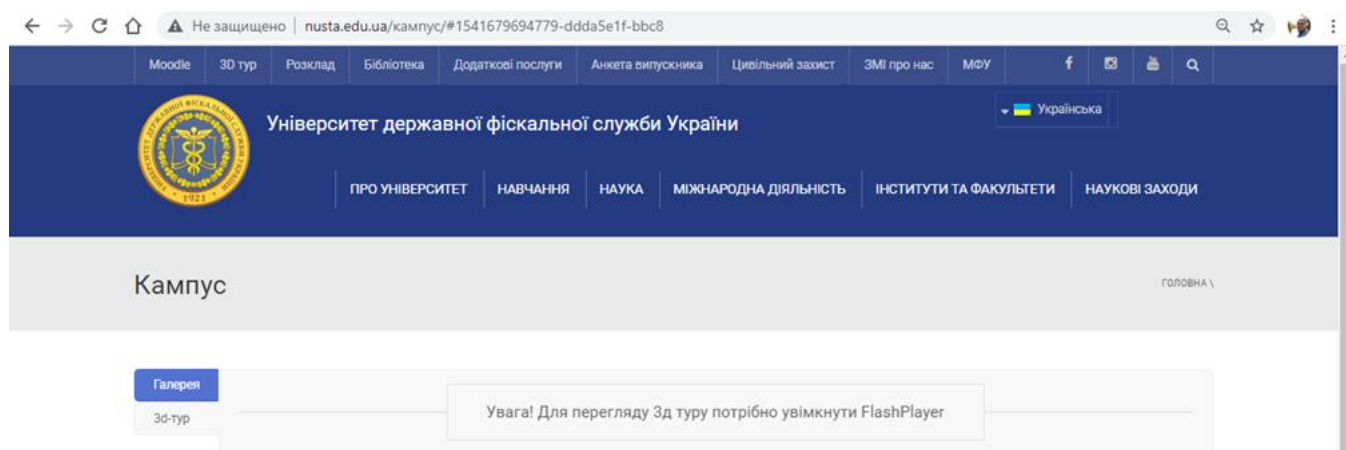 Не защищено | nusta.edu.ua/кампус/#1541679694779-ddda5e1f-bbc8
Moodle 3D тур Розклад Бібліотека Додаткові послуги Анкета випускника Цивільний захист ЗМІ про нас МФУ
Українська
Університет державної фіскальної служби України
1921
ПРО УНІВЕРСИТЕТ НАВЧАННЯ НАУКА МІЖНАРОДНА ДІЯЛЬНІСТЬ ІНСТИТУТИ ТА ФАКУЛЬТЕТИ НАУКОВІ ЗАХОДИ
Кампус
ГОЛОВНА \
Галерея
3d-тур
Увага! Для перегляду 3д туру потрібно увімкнути FlashPlayer